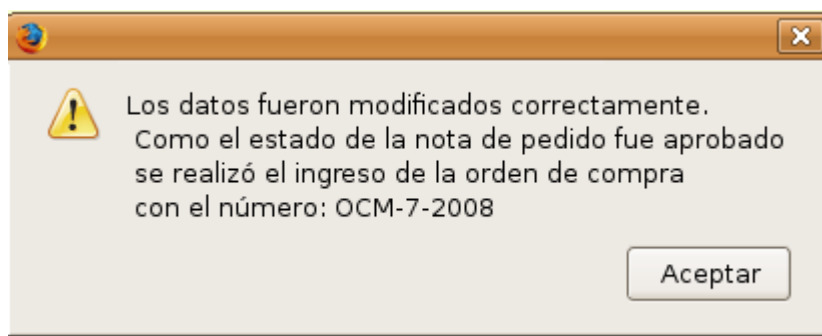 Los datos fueron modificados correctamente.
Como el estado de la nota de pedido fue aprobado
se realizó el ingreso de la orden de compra
con el número: OCM-7-2008
Aceptar